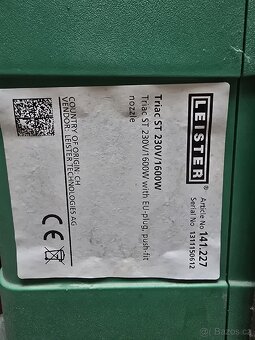 LEISTER®
Article No 141.227
Serial No 1311150612
Triac ST 230V/1600W
Triac ST 230V/1600W with EU-plug, push-fit
nozzle
COUNTRY OF ORIGIN: CH
VENDOR: LEISTER TECHNOLOGIES AG
CE
Bazos.cz